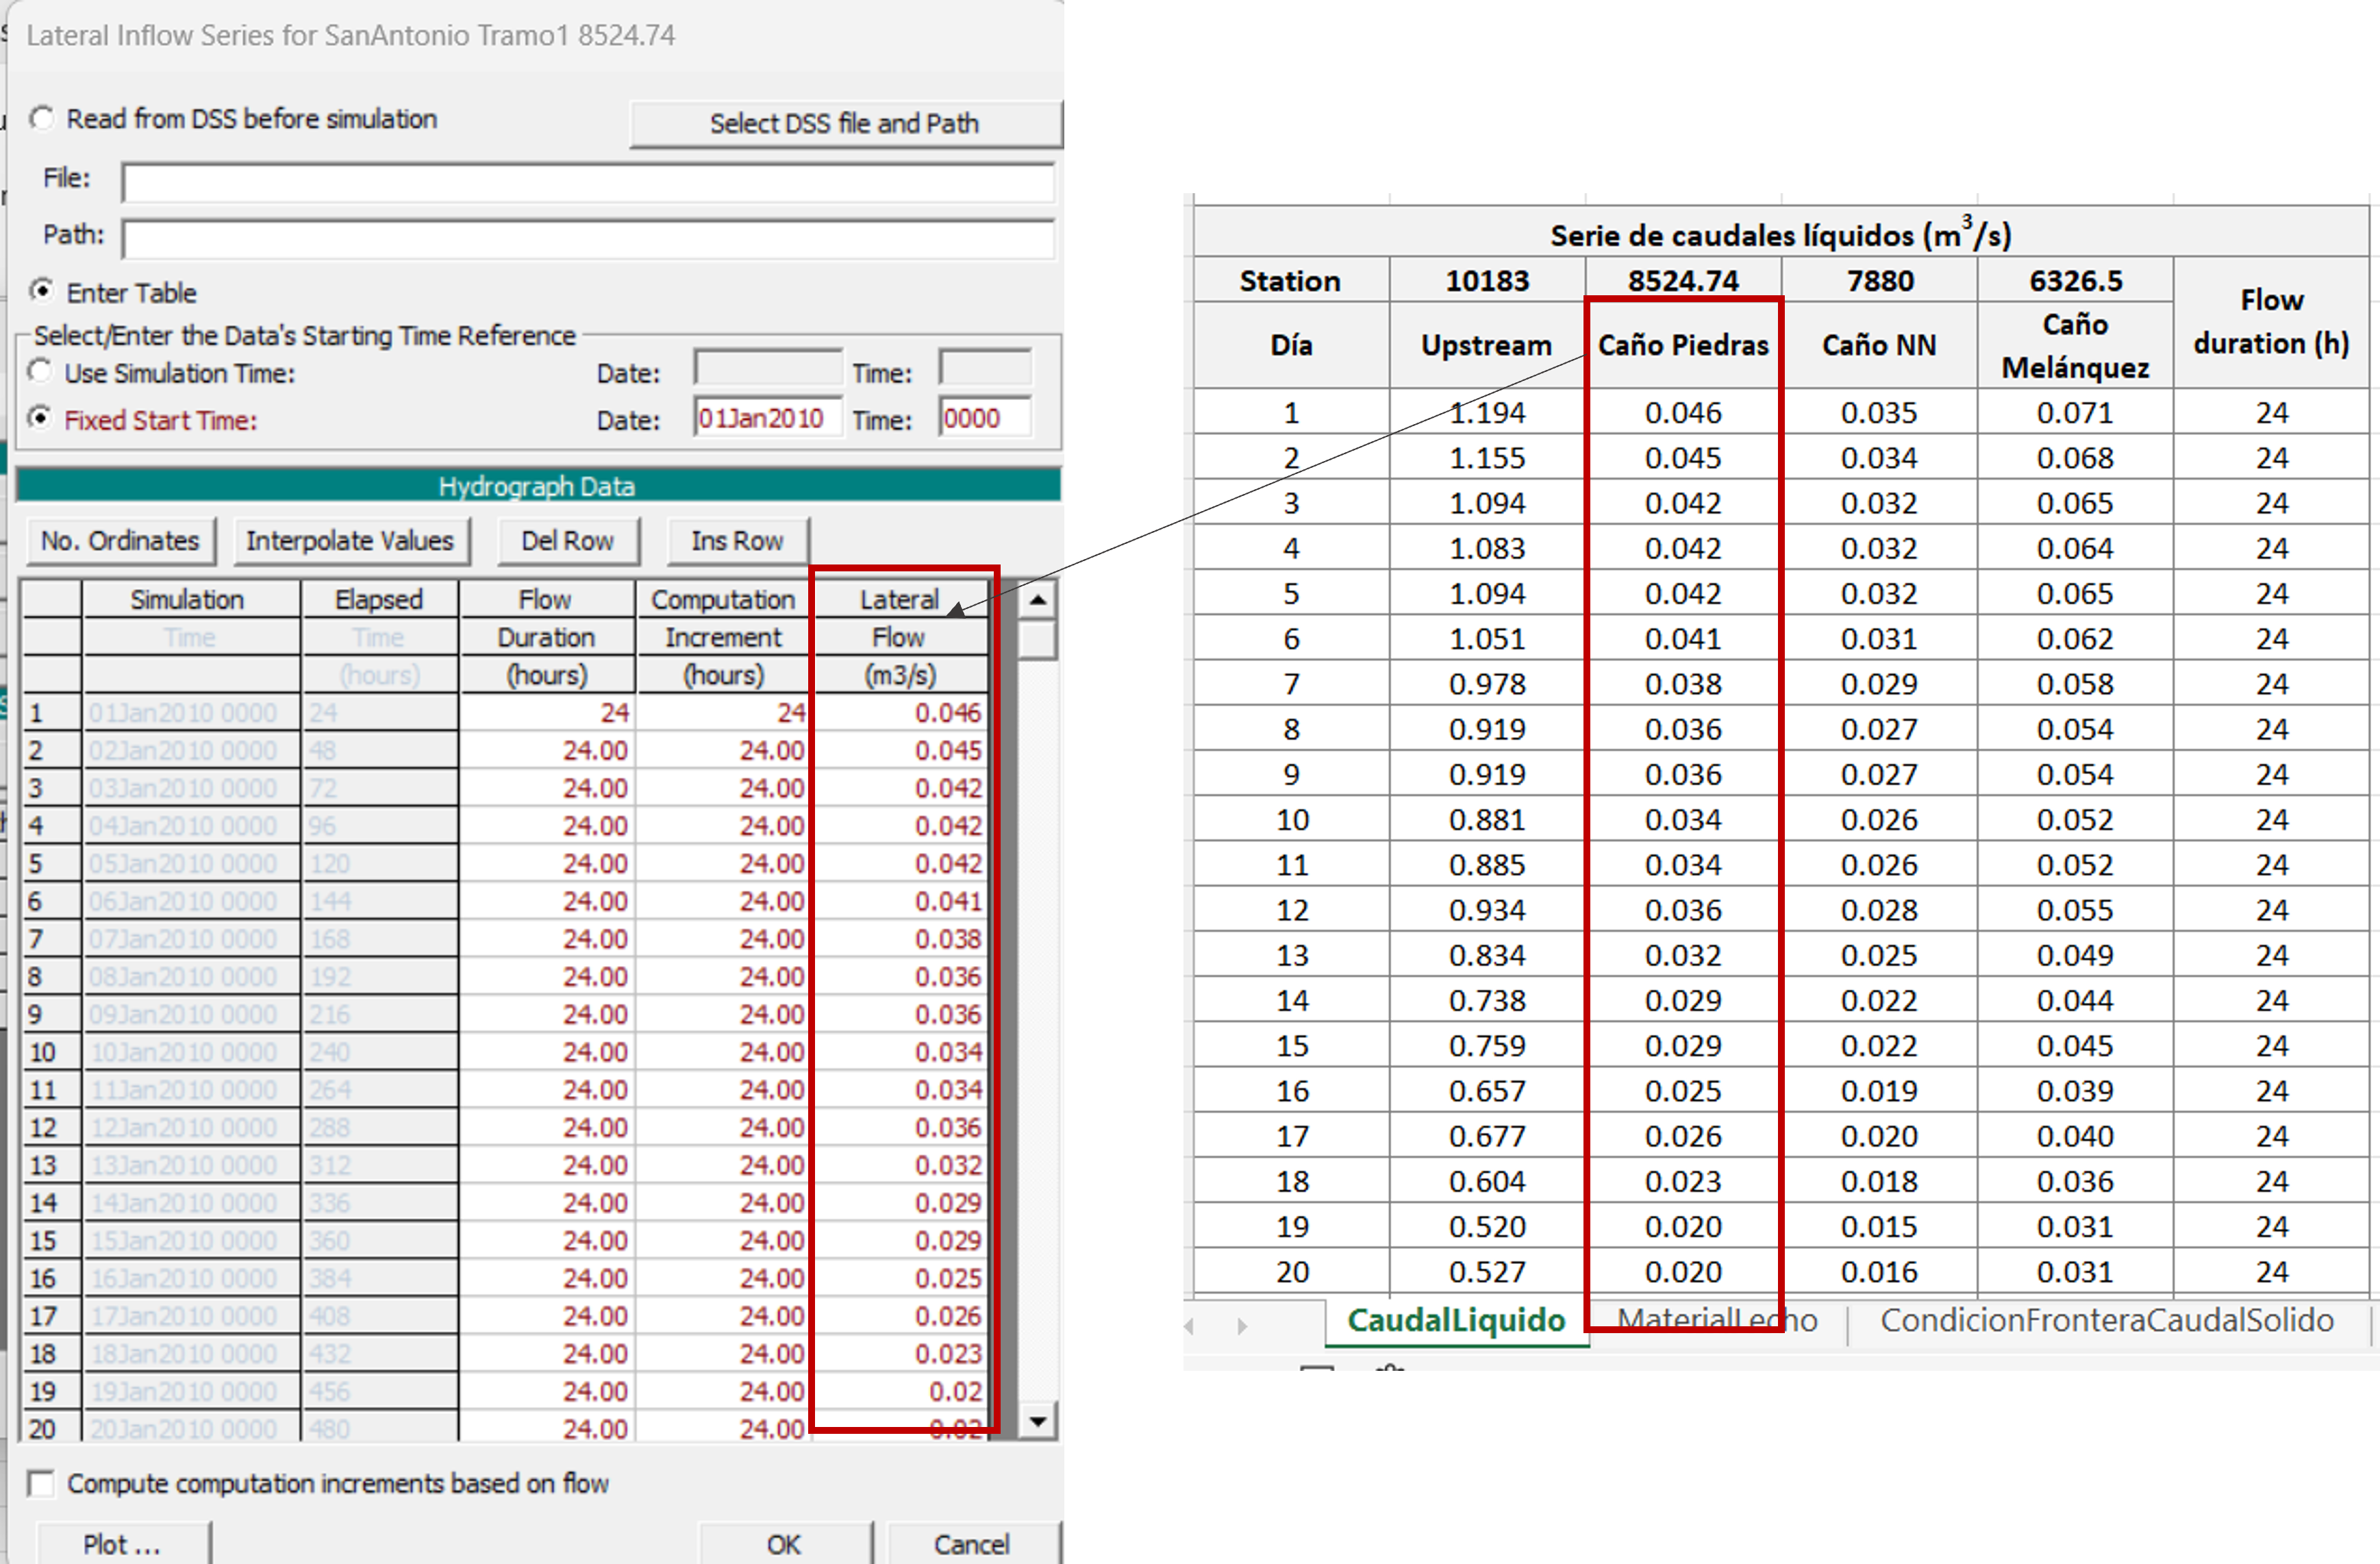 Lateral Inflow Series for SanAntonio Tramo1 8524.74
Read from DSS before simulation
Select DSS file and Path
File:
Path:
Enter Table
Select/Enter the Data's Starting Time Reference
Use Simulation Time: Date: Time:
Fixed Start Time: Date: 01Jan2010 Time: 0000
Hydrograph Data
No. Ordinates Interpolate Values Del Row Ins Row
Simulation Elapsed Flow Computation Lateral
Time Time Duration Increment Flow
(hours) (hours) (hours) (m3/s)
1 01Jan2010 0000 24 24 24 0.046
2 02Jan2010 0000 48 24.00 24.00 0.045
3 03Jan2010 0000 72 24.00 24.00 0.042
4 04Jan2010 0000 96 24.00 24.00 0.042
5 05Jan2010 0000 120 24.00 24.00 0.042
6 06Jan2010 0000 144 24.00 24.00 0.041
7 07Jan2010 0000 168 24.00 24.00 0.038
8 08Jan2010 0000 192 24.00 24.00 0.036
9 09Jan2010 0000 216 24.00 24.00 0.036
10 10Jan2010 0000 240 24.00 24.00 0.034
11 11Jan2010 0000 264 24.00 24.00 0.034
12 12Jan2010 0000 288 24.00 24.00 0.036
13 13Jan2010 0000 312 24.00 24.00 0.032
14 14Jan2010 0000 336 24.00 24.00 0.029
15 15Jan2010 0000 360 24.00 24.00 0.029
16 16Jan2010 0000 384 24.00 24.00 0.025
17 17Jan2010 0000 408 24.00 24.00 0.026
18 18Jan2010 0000 432 24.00 24.00 0.023
19 19Jan2010 0000 456 24.00 24.00 0.02
20 20Jan2010 0000 480 24.00 24.00 0.02
Compute computation increments based on flow
Plot ... OK Cancel
Serie de caudales líquidos (m³/s)
Station 10183 8524.74 7880 6326.5 Flow duration (h)
Día Upstream Caño Piedras Caño NN Caño Melánquez
1 1.194 0.046 0.035 0.071 24
2 1.155 0.045 0.034 0.068 24
3 1.094 0.042 0.032 0.065 24
4 1.083 0.042 0.032 0.064 24
5 1.094 0.042 0.032 0.065 24
6 1.051 0.041 0.031 0.062 24
7 0.978 0.038 0.029 0.058 24
8 0.919 0.036 0.027 0.054 24
9 0.919 0.036 0.027 0.054 24
10 0.881 0.034 0.026 0.052 24
11 0.885 0.034 0.026 0.052 24
12 0.934 0.036 0.028 0.055 24
13 0.834 0.032 0.025 0.049 24
14 0.738 0.029 0.022 0.044 24
15 0.759 0.029 0.022 0.045 24
16 0.657 0.025 0.019 0.039 24
17 0.677 0.026 0.020 0.040 24
18 0.604 0.023 0.018 0.036 24
19 0.520 0.020 0.015 0.031 24
20 0.527 0.020 0.016 0.031 24
CaudalLiquido MaterialLecho CondicionFronteraCaudalSolido